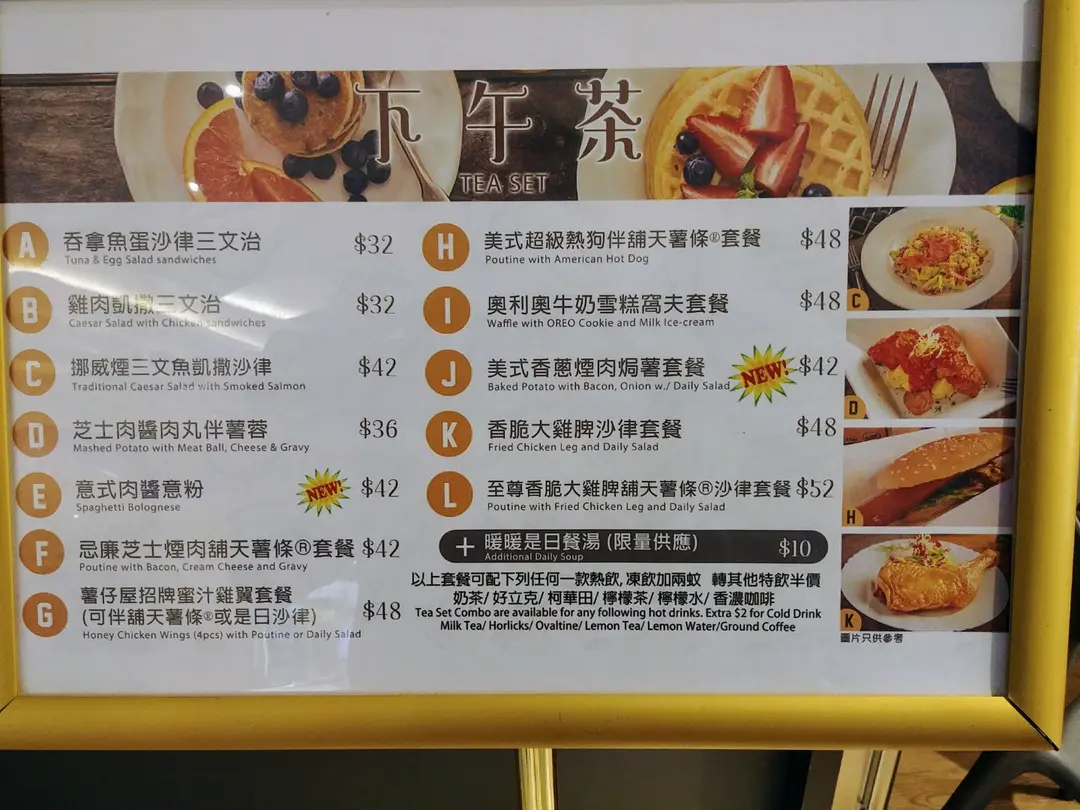 下午茶
TEA SET
A 吞拿魚蛋沙律三文治 $32
Tuna & Egg Salad sandwiches
B 雞肉凱撒三文治 $32
Caesar Salad with Chicken sandwiches
C 挪威煙三文魚凱撒沙律 $42
Traditional Caesar Salad with Smoked Salmon
D 芝士肉醬肉丸伴薯蓉 $36
Mashed Potato with Meat Ball, Cheese & Gravy
E 意式肉醬意粉 NEW! $42
Spaghetti Bolognese
F 忌廉芝士煙肉舖天薯條®套餐 $42
Poutine with Bacon, Cream Cheese and Gravy
G 薯仔屋招牌蜜汁雞翼套餐
(可伴舖天薯條®或是日沙律) $48
Honey Chicken Wings (4pcs) with Poutine or Daily Salad
H 美式超級熱狗伴舖天薯條®套餐 $48
Poutine with American Hot Dog
I 奧利奧牛奶雪糕窩夫套餐 $48
Waffle with OREO Cookie and Milk Ice-cream
J 美式香蔥煙肉焗薯套餐 NEW! $42
Baked Potato with Bacon, Onion w./ Daily Salad
K 香脆大雞脾沙律套餐 $48
Fried Chicken Leg and Daily Salad
L 至尊香脆大雞脾舖天薯條®沙律套餐 $52
Poutine with Fried Chicken Leg and Daily Salad
+ 暖暖是日餐湯 (限量供應) $10
Additional Daily Soup
以上套餐可配下列任何一款熱飲, 凍飲加兩蚊 轉其他特飲半價
奶茶/ 好立克/ 柯華田/ 檸檬茶/ 檸檬水/ 香濃咖啡
Tea Set Combo are available for any following hot drinks. Extra $2 for Cold Drink
Milk Tea/ Horlicks/ Ovaltine/ Lemon Tea/ Lemon Water/Ground Coffee
C
D
H
K
圖片只供參考